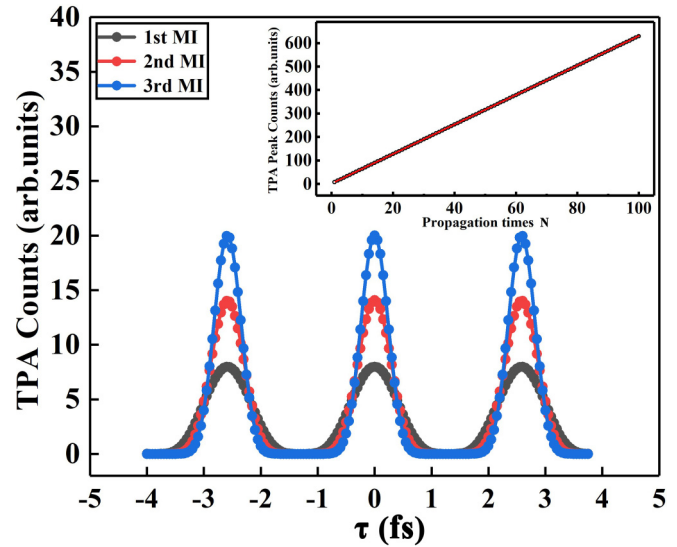 1st MI
2nd MI
3rd MI
TPA Counts (arb.units)
40
35
30
25
20
15
10
5
0
-5 -4 -3 -2 -1 0 1 2 3 4 5
τ (fs)
TPA Peak Counts (arb.units)
600
500
400
300
200
100
0
0 20 40 60 80 100
Propagation times N